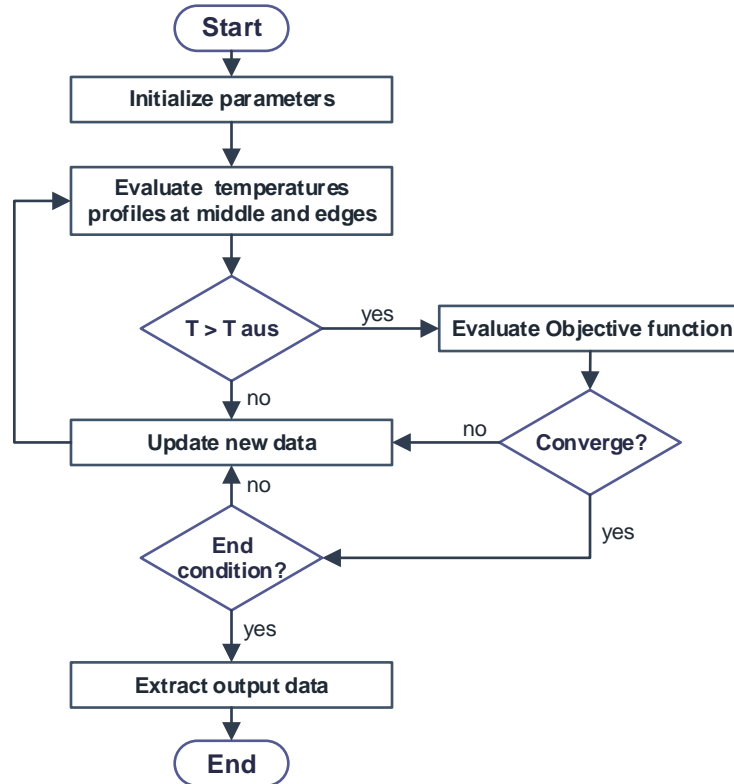 Start
Initialize parameters
Evaluate temperatures
profiles at middle and edges
T > T aus
yes
Evaluate Objective function
no
Update new data
no
Converge?
no
yes
End
condition?
yes
Extract output data
End